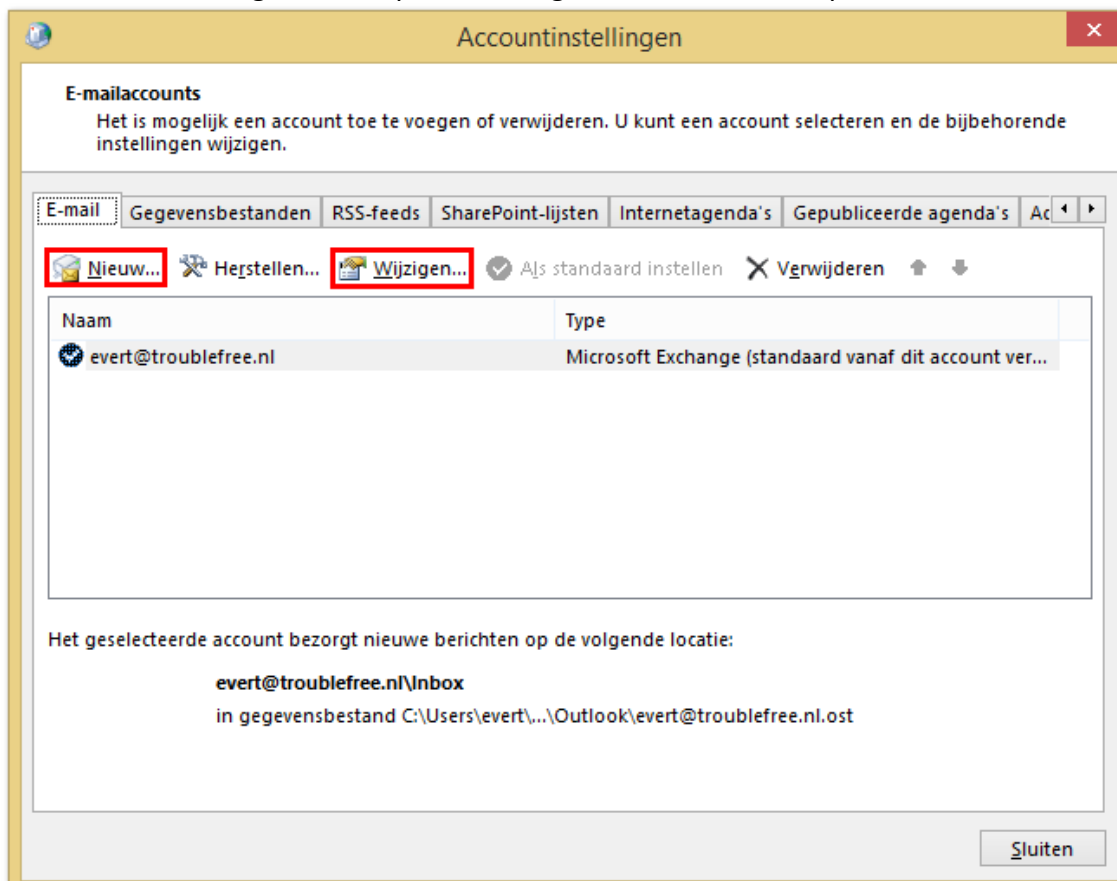 Accountinstellingen
E-mailaccounts
Het is mogelijk een account toe te voegen of verwijderen. U kunt een account selecteren en de bijbehorende
instellingen wijzigen.
E-mail Gegevensbestanden RSS-feeds SharePoint-lijsten Internetagenda's Gepubliceerde agenda's Ac
Nieuw... Herstellen... Wijzigen... Als standaard instellen Verwijderen
Naam Type
evert@troublefree.nl Microsoft Exchange (standaard vanaf dit account ver...
Het geselecteerde account bezorgt nieuwe berichten op de volgende locatie:
evert@troublefree.nl\Inbox
in gegevensbestand C:\Users\evert\...\Outlook\evert@troublefree.nl.ost
Sluiten